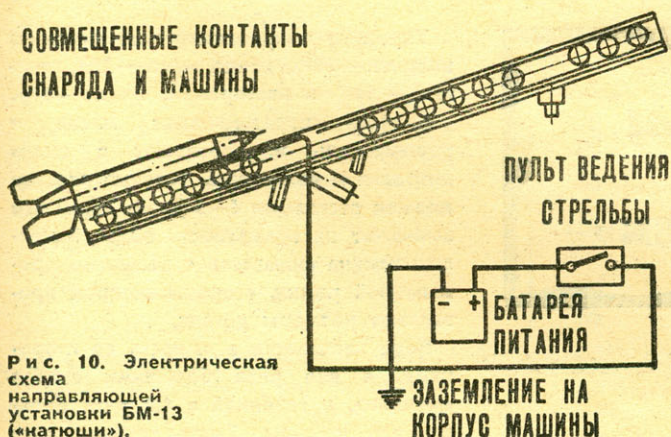 СОВМЕЩЕННЫЕ КОНТАКТЫ
СНАРЯДА И МАШИНЫ
ПУЛЬТ ВЕДЕНИЯ
СТРЕЛЬБЫ
- +
БАТАРЕЯ
ПИТАНИЯ
ЗАЗЕМЛЕНИЕ НА
КОРПУС МАШИНЫ
Рис. 10. Электрическая
схема
направляющей
установки БМ-13
(«катюши»).